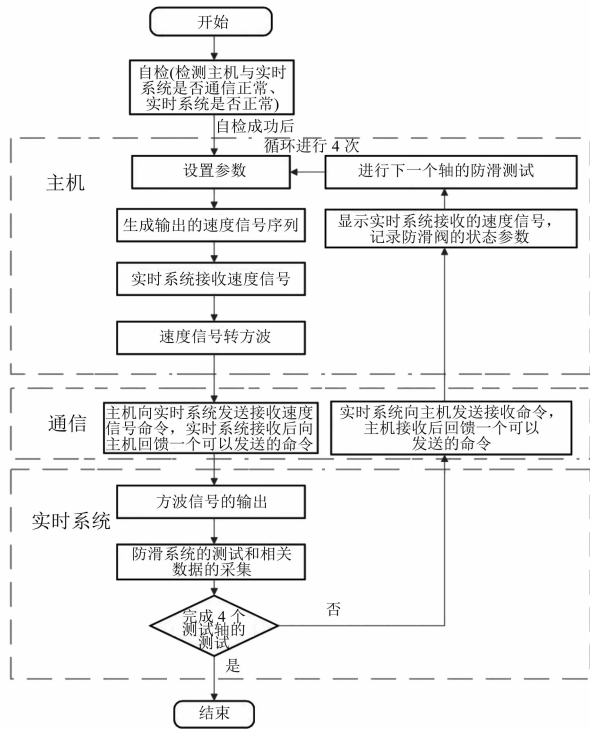 开始
自检(检测主机与实时
系统是否通信正常、
实时系统是否正常)
自检成功后
循环进行 4 次
主机
设置参数
进行下一个轴的防滑测试
生成输出的速度信号序列
显示实时系统接收的速度信号，
记录防滑阀的状态参数
实时系统接收速度信号
速度信号转方波
通信
主机向实时系统发送接收速度
信号命令，实时系统接收后向
主机回馈一个可以发送的命令
实时系统向主机发送接收命令，
主机接收后回馈一个可以
发送的命令
实时系统
方波信号的输出
防滑系统的测试和相关
数据的采集
完成 4 个
测试轴的
测试
否
是
结束